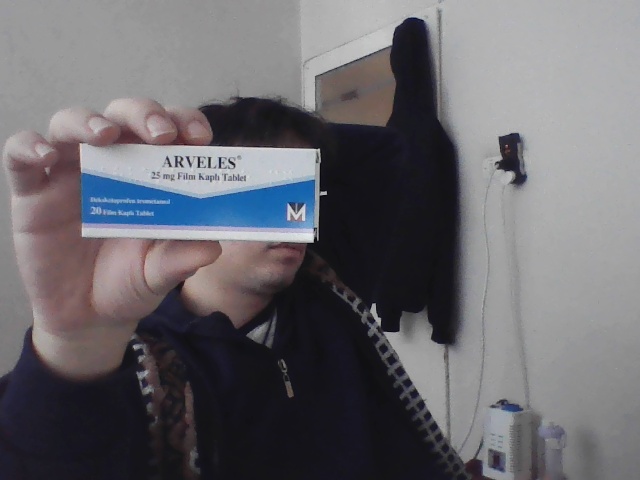 ARVELES®
25 mg Film Kaplı Tablet
Deksketoprofen trometamol
20 Film Kaplı Tablet
M